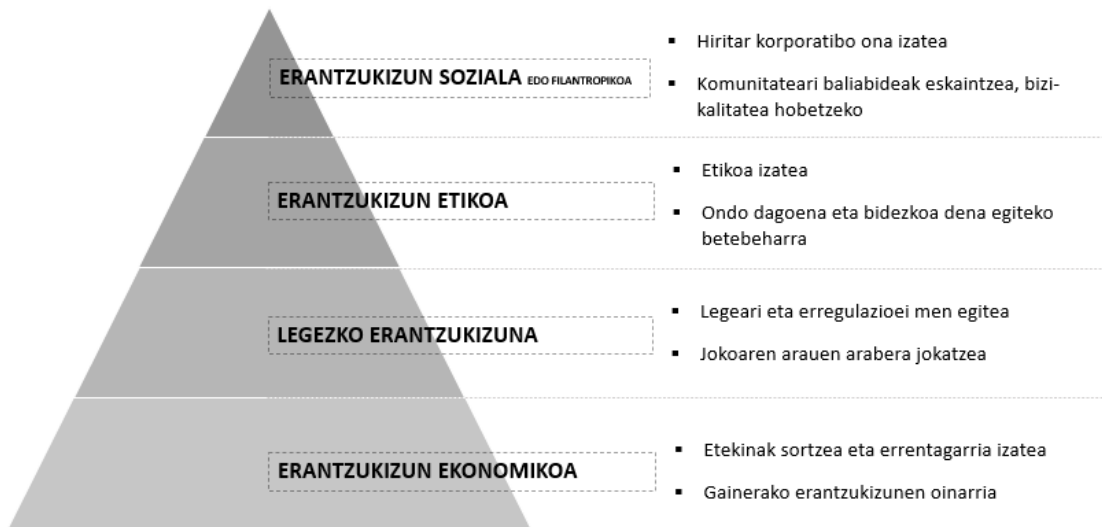 ERANTZUKIZUN SOZIALA EDO FILANTROPIKOA
▪ Hiritar korporatibo ona izatea
▪ Komunitateari baliabideak eskaintzea, bizi-
kalitatea hobetzeko
ERANTZUKIZUN ETIKOA
▪ Etikoa izatea
▪ Ondo dagoena eta bidezkoa dena egiteko
betebeharra
LEGEZKO ERANTZUKIZUNA
▪ Legeari eta erregulazioei men egitea
▪ Jokoaren arauen arabera jokatzea
ERANTZUKIZUN EKONOMIKOA
▪ Etekinak sortzea eta errentagarria izatea
▪ Gainerako erantzukizunen oinarria